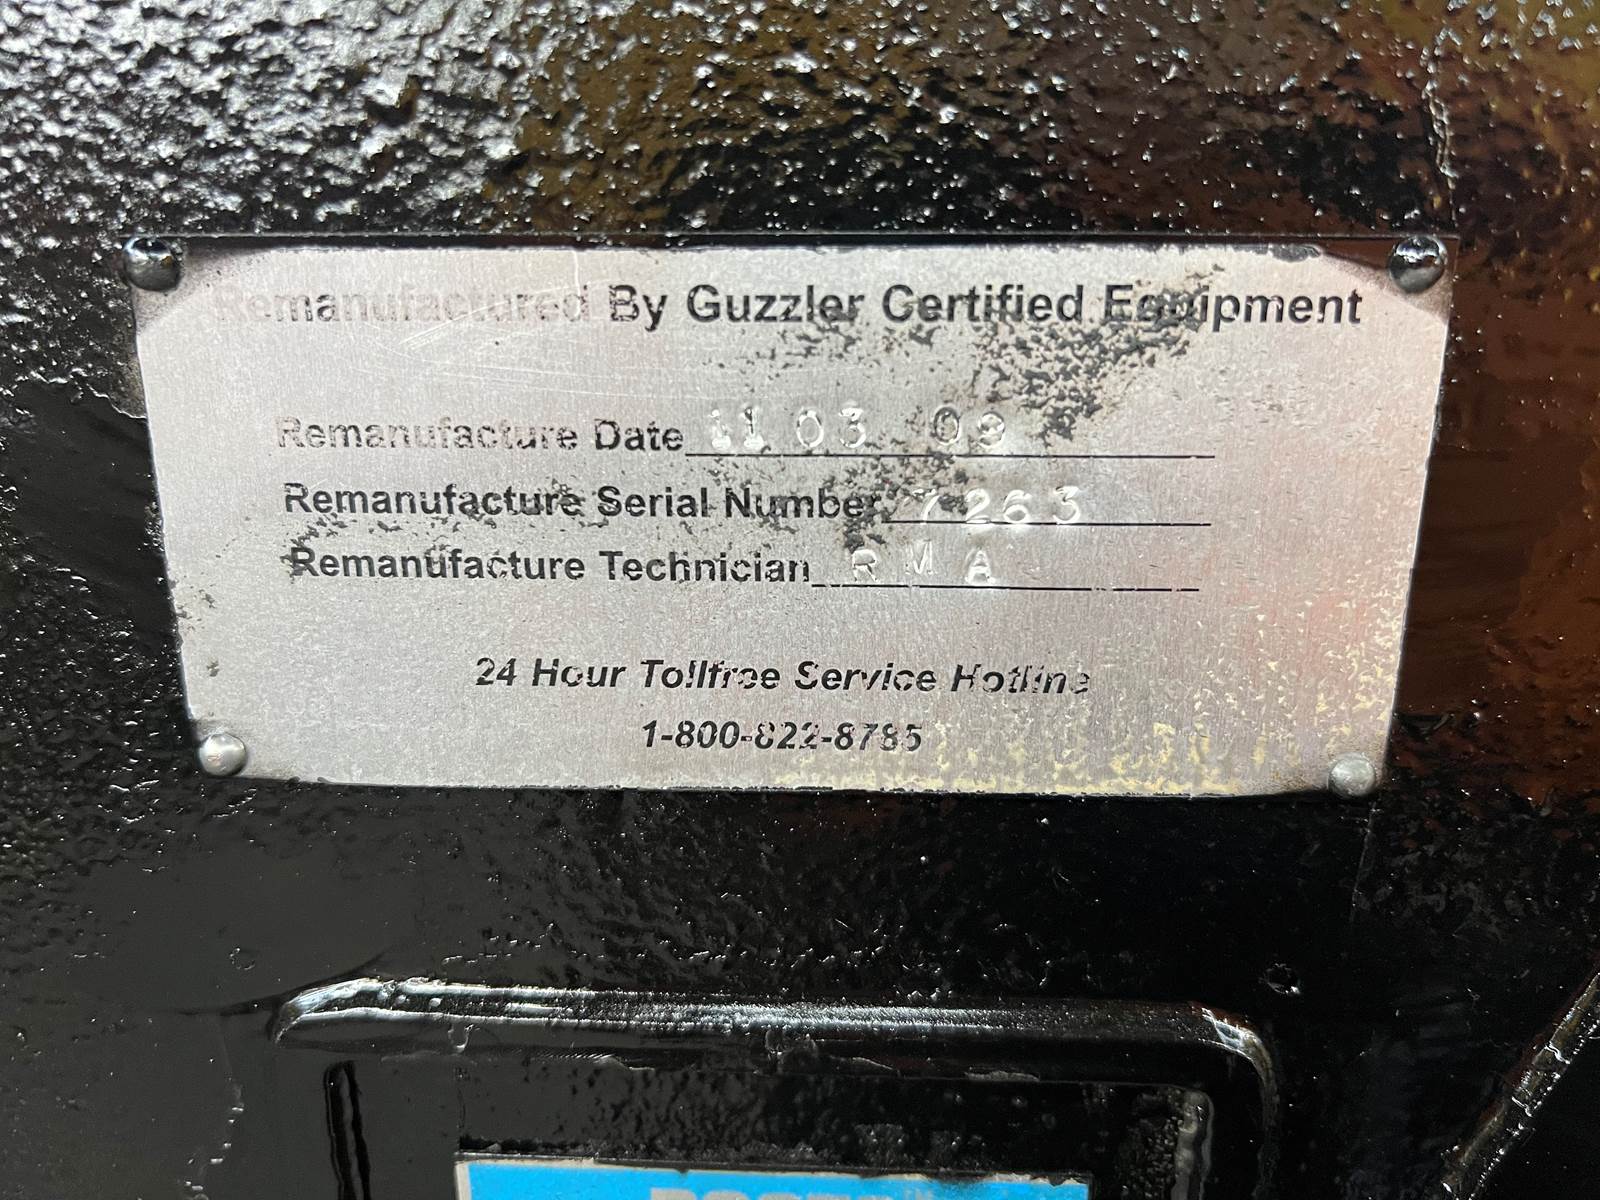 Remanufactured By Guzzler Certified Equipment
Remanufacture Date 11 03 09
Remanufacture Serial Number 7263
Remanufacture Technician RMA
24 Hour Tollfree Service Hotline
1-800-822-8785